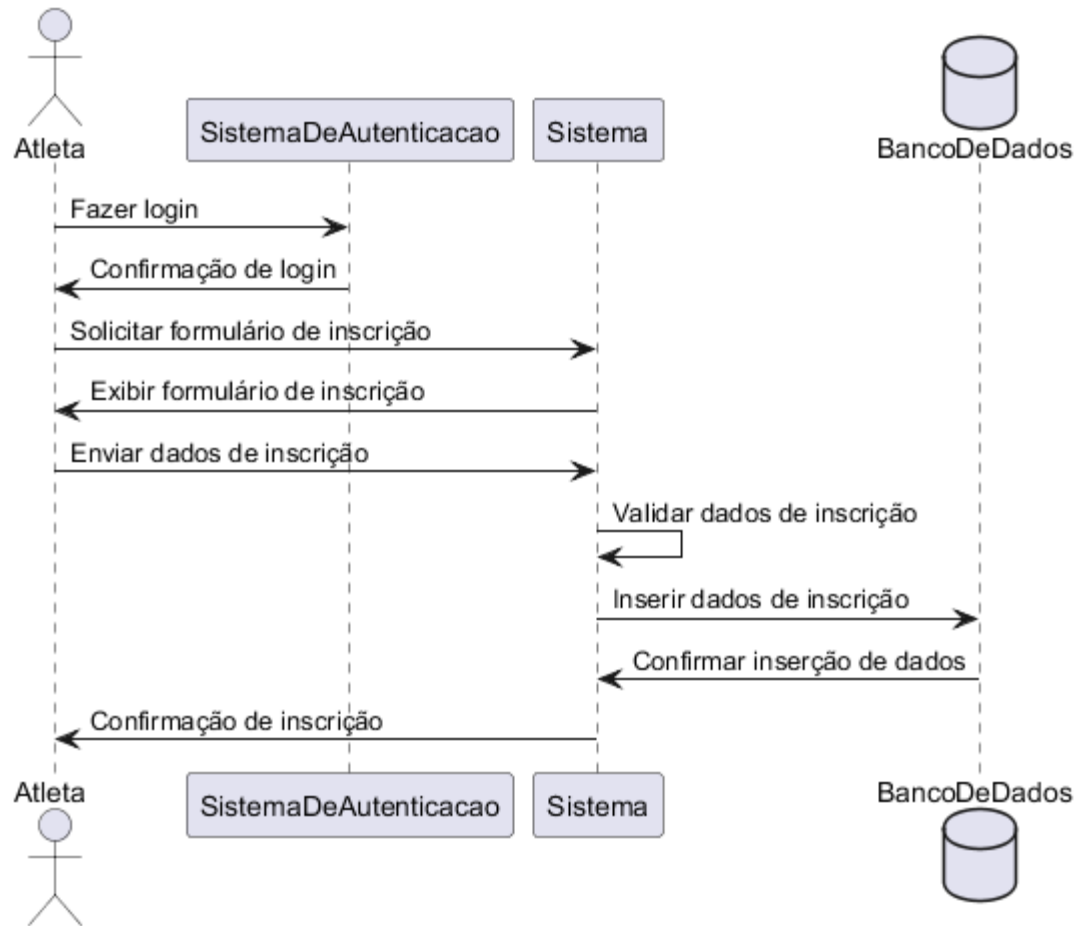 Atleta
SistemaDeAutenticacao
Sistema
BancoDeDados
Fazer login
Confirmação de login
Solicitar formulário de inscrição
Exibir formulário de inscrição
Enviar dados de inscrição
Validar dados de inscrição
Inserir dados de inscrição
Confirmar inserção de dados
Confirmação de inscrição
Atleta
SistemaDeAutenticacao
Sistema
BancoDeDados